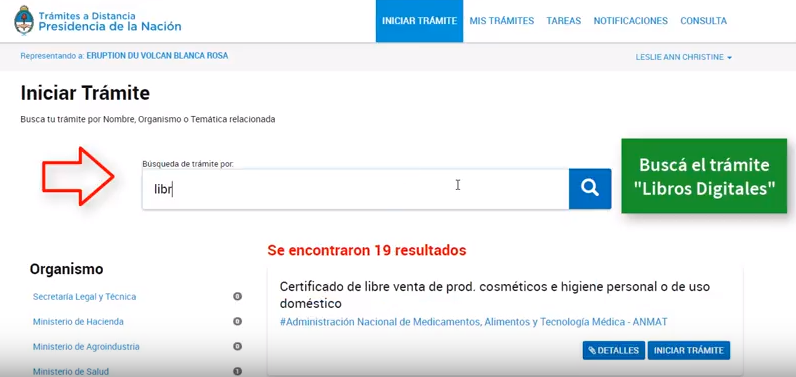 Trámites a Distancia
Presidencia de la Nación
INICIAR TRÁMITE MIS TRÁMITES TAREAS NOTIFICACIONES CONSULTA
Representando a: ERUPTION DU VOLCAN BLANCA ROSA
LESLIE ANN CHRISTINE
Iniciar Trámite
Busca tu trámite por Nombre, Organismo o Temática relacionada
Búsqueda de trámite por:
libr
Buscá el trámite
"Libros Digitales"
Se encontraron 19 resultados
Organismo
Secretaría Legal y Técnica 0
Ministerio de Hacienda 0
Ministerio de Agroindustria 0
Ministerio de Salud 1
Certificado de libre venta de prod. cosméticos e higiene personal o de uso
doméstico
#Administración Nacional de Medicamentos, Alimentos y Tecnología Médica - ANMAT
DETALLES INICIAR TRÁMITE